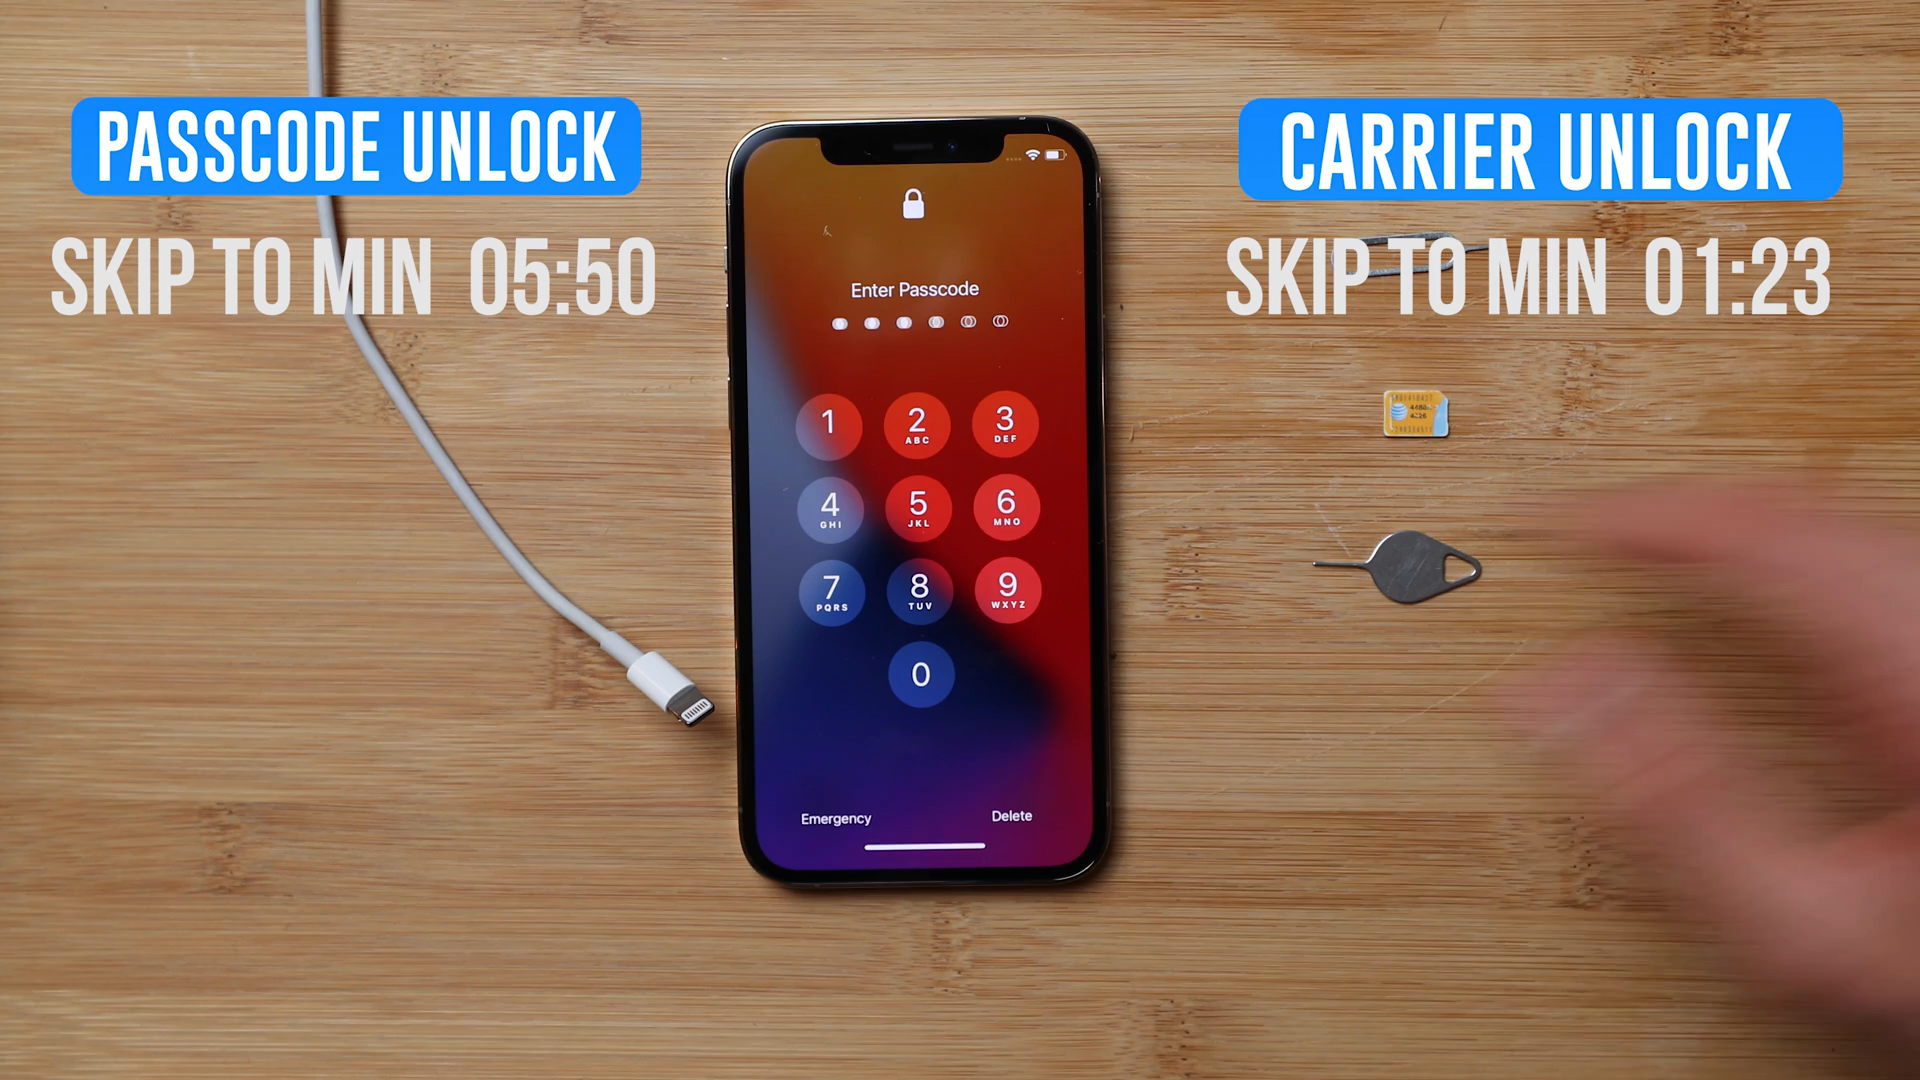 PASSCODE UNLOCK
SKIP TO MIN 05:50
CARRIER UNLOCK
SKIP TO MIN 01:23
Enter Passcode
1
2
ABC
3
DEF
4
GHI
5
JKL
6
MNO
7
PQRS
8
TUV
9
WXYZ
0
Emergency
Delete